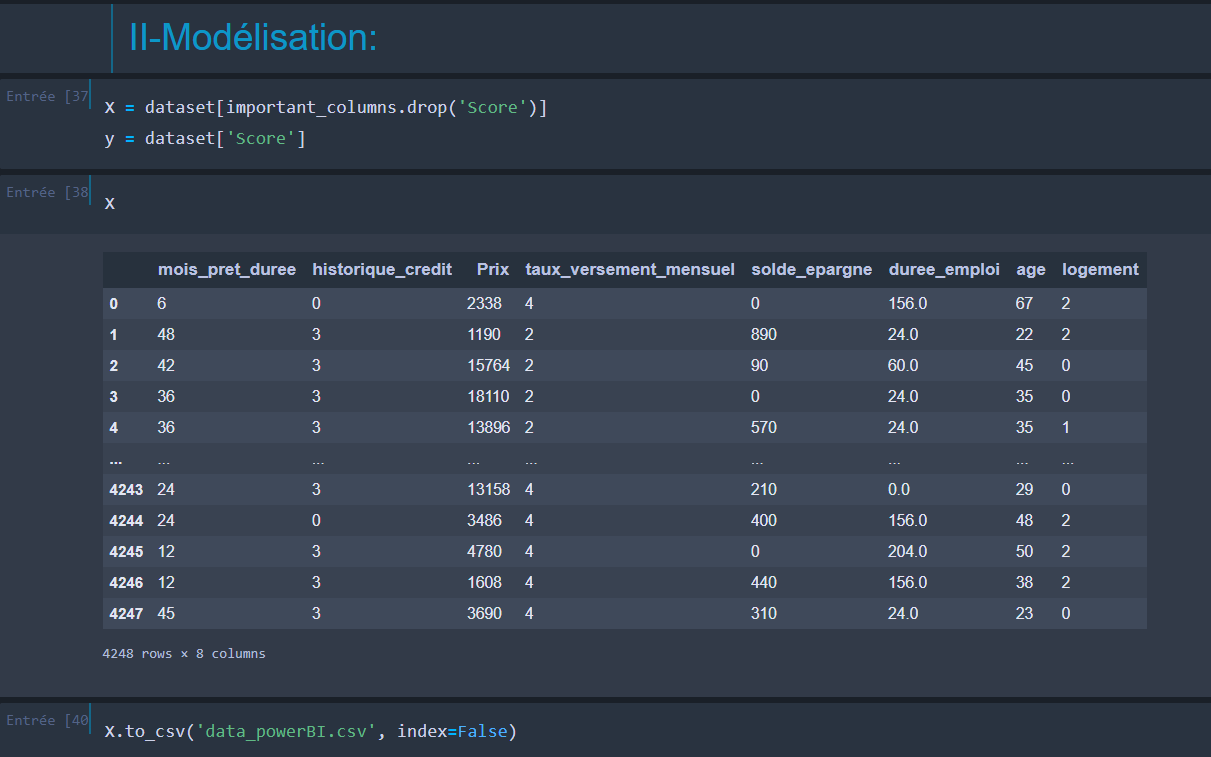 II-Modélisation:
Entrée [37
X = dataset[important_columns.drop('Score')]
y = dataset['Score']
Entrée [38
X
mois_pret_duree historique_credit Prix taux_versement_mensuel solde_epargne duree_emploi age logement
0 6 0 2338 4 0 156.0 67 2
1 48 3 1190 2 890 24.0 22 2
2 42 3 15764 2 90 60.0 45 0
3 36 3 18110 2 0 24.0 35 0
4 36 3 13896 2 570 24.0 35 1
... ... ... ... ... ... ... ... ...
4243 24 3 13158 4 210 0.0 29 0
4244 24 0 3486 4 400 156.0 48 2
4245 12 3 4780 4 0 204.0 50 2
4246 12 3 1608 4 440 156.0 38 2
4247 45 3 3690 4 310 24.0 23 0
4248 rows × 8 columns
Entrée [40
X.to_csv('data_powerBI.csv', index=False)